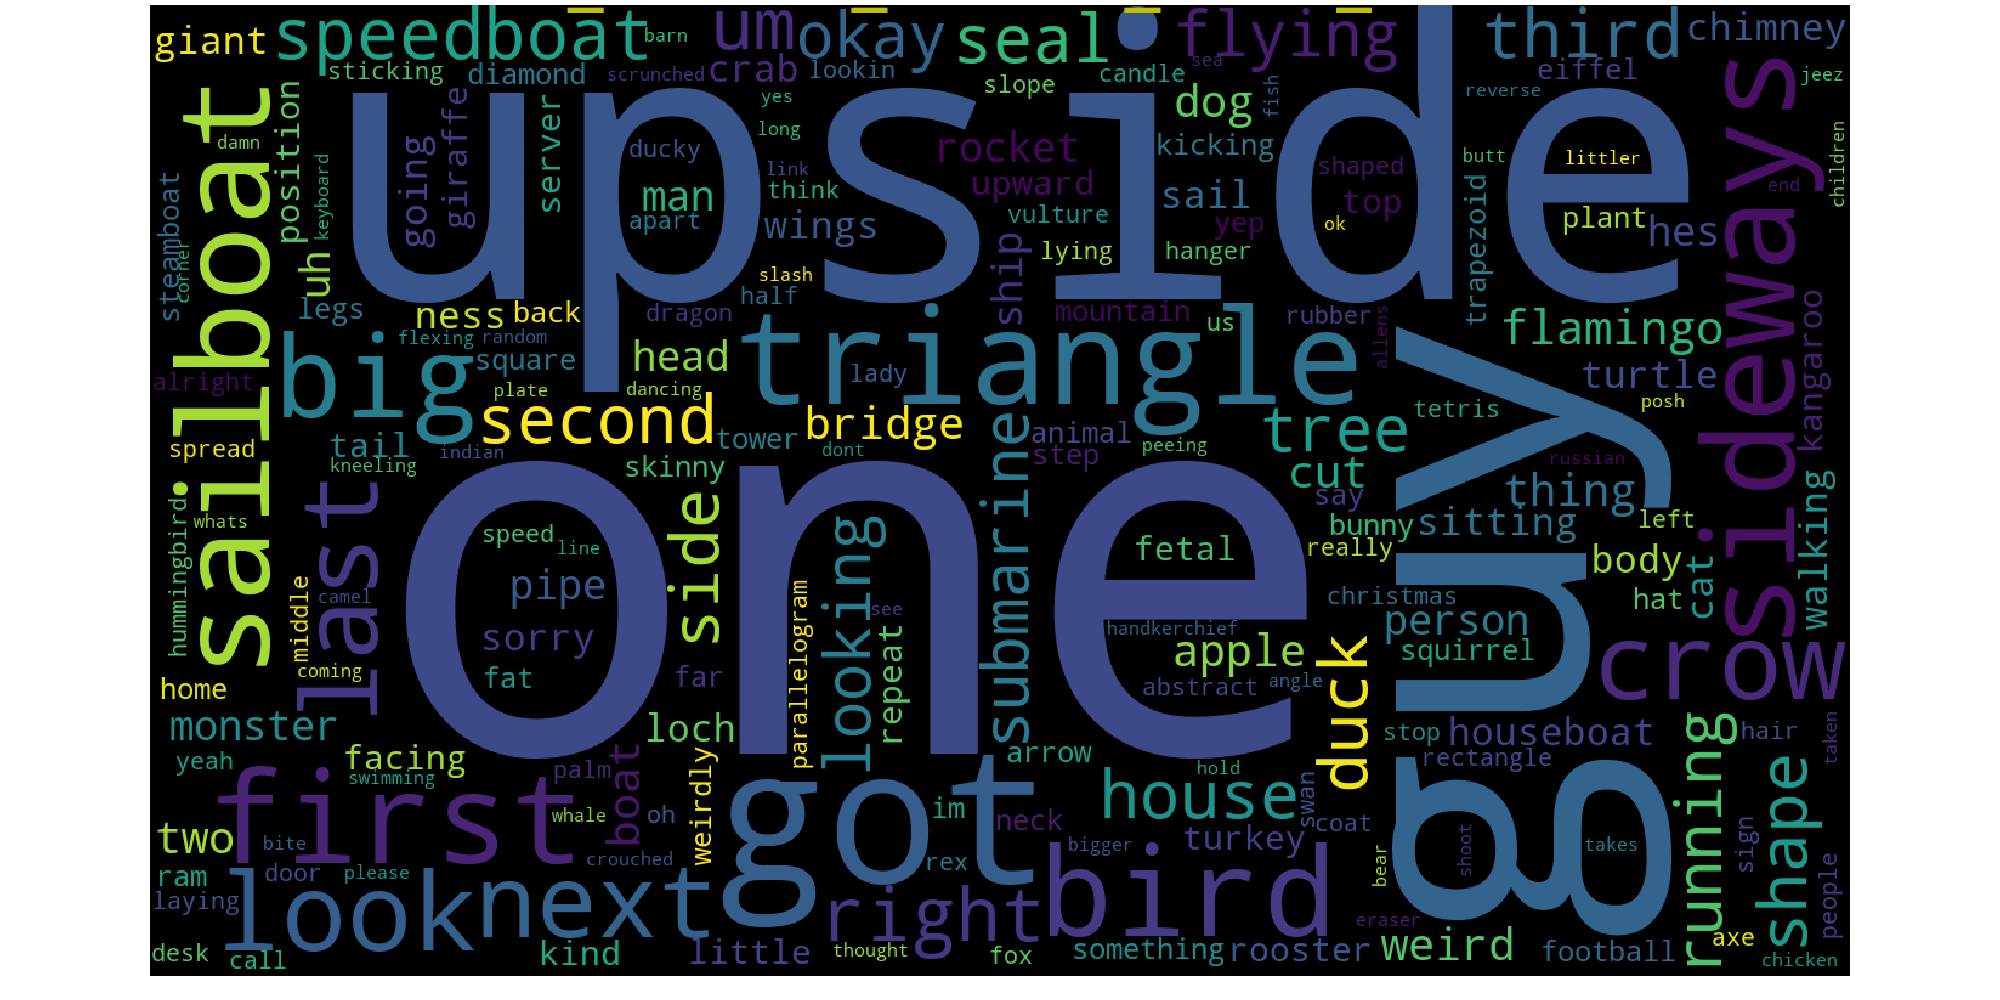 giant
speedboat
barn
um
okay
seal
flying
third
chimney
sticking
diamond
scrunched
crab
lookin
slope
candle
sea
eiffel
jeez
sailboat
damn
position
keyboard
going
giraffe
server
upside
yes
long
ducky
man
apart
link
think
wings
rocket
upward
vulture
yep
dog
fish
kicking
sail
hanger
lying
shaped
top
ok
reverse
butt
littler
trapezoid
plant
hes
sideways
end
children
steamboat
corner
uh
legs
ness
back
slash
half
dragon
ship
mountain
us
rubber
allens
flamingo
kangaroo
alright
big
flexing
random
square
plate
head
dancing
triangle
lady
turtle
posh
second
tower
bridge
dont
submarine
animal
step
peeing
tree
cut
tetris
guy
russian
spread
tail
kneeling
indian
skinny
side
thing
say
bunny
sitting
left
really
whats
hummingbird
last
one
speed
line
pipe
sorry
fat
looking
fetal
body
cat
walking
middle
camel
parallelogram
see
repeat
handkerchief
apple
christmas
person
hat
squirrel
crow
coming
home
far
abstract
angle
duck
monster
loch
yeah
facing
swimming
palm
boat
weirdly
arrow
hold
stop
houseboat
rectangle
running
hair
taken
first
whale
oh
got
im
neck
house
swan
coat
turkey
shape
two
bite
crouched
rex
bigger
bear
shoot
takes
sign
people
ram
door
please
laying
look
next
right
bird
eraser
desk
call
kind
little
thought
fox
something
rooster
weird
football
axe
chicken